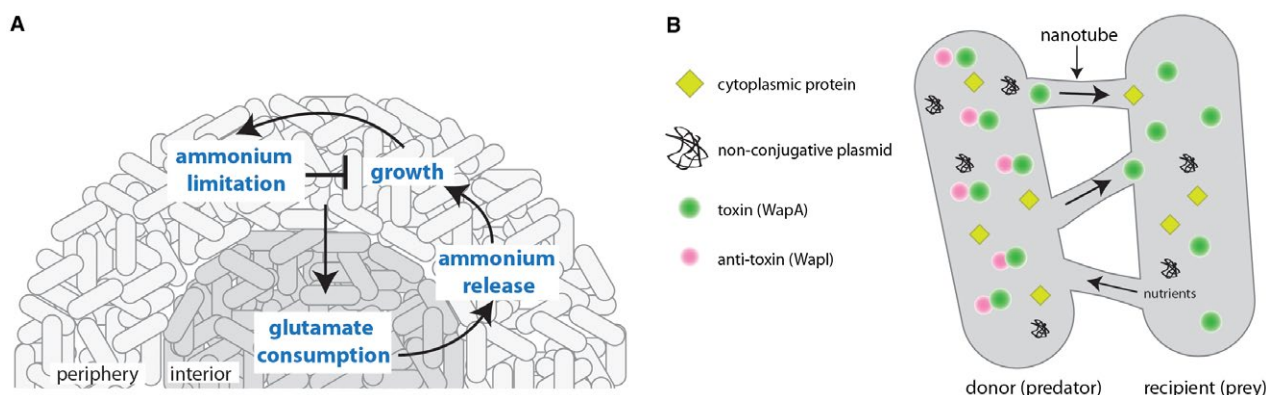 A
ammonium
limitation
growth
ammonium
release
glutamate
consumption
periphery
interior
B
cytoplasmic protein
non-conjugative plasmid
toxin (WapA)
anti-toxin (WapI)
nanotube
nutrients
donor (predator)
recipient (prey)